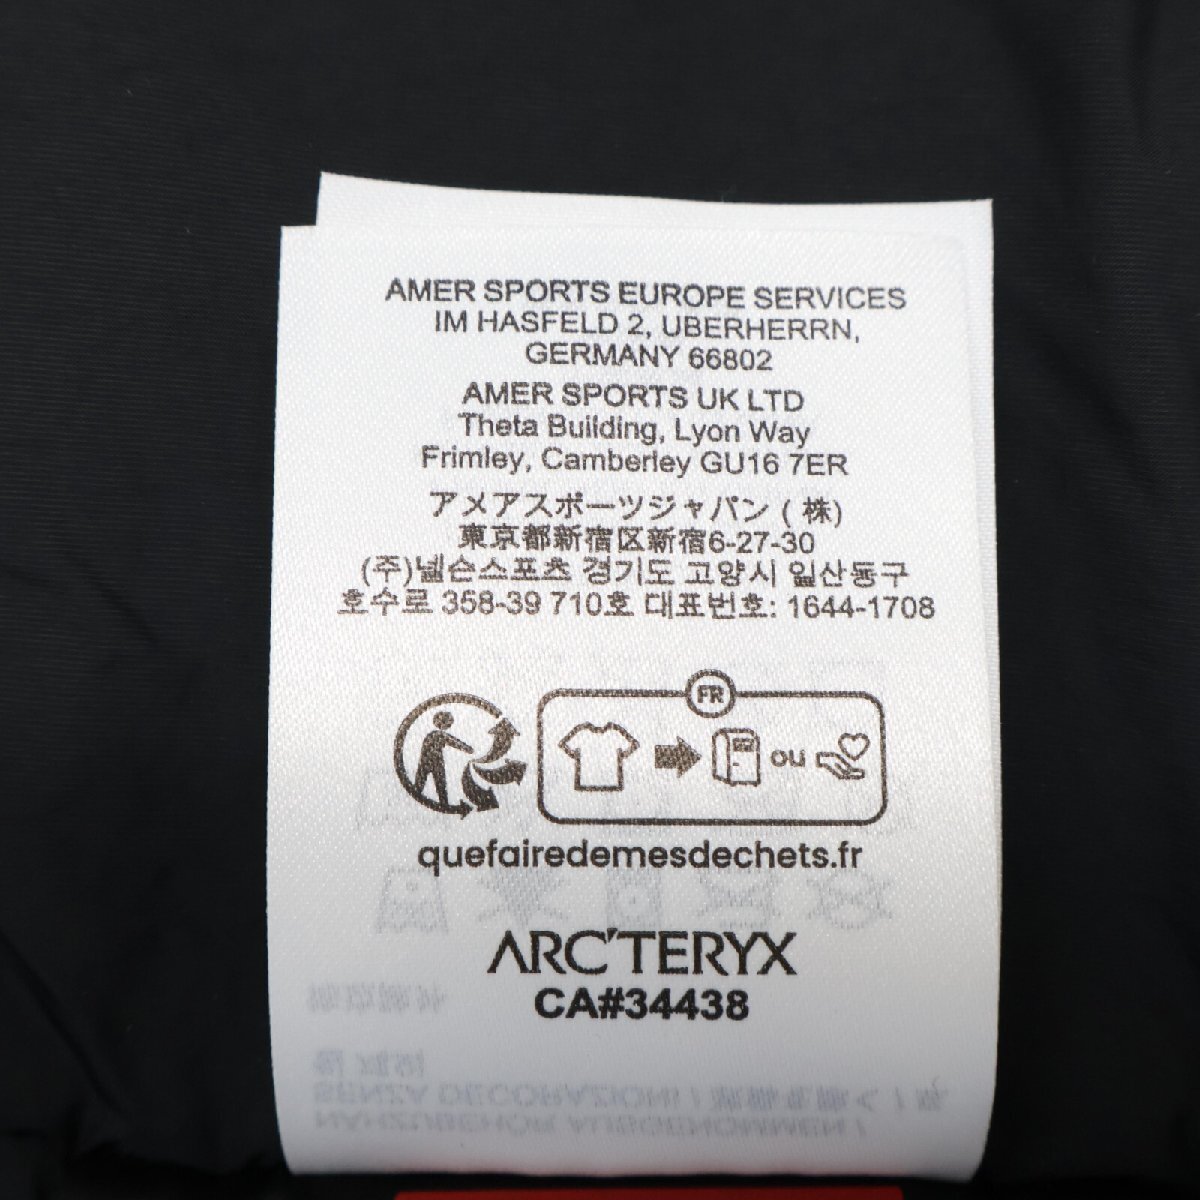 AMER SPORTS EUROPE SERVICES
IM HASFELD 2, UBERHERRN,
GERMANY 66802
AMER SPORTS UK LTD
Theta Building, Lyon Way
Frimley, Camberley GU16 7ER
アメアスポーツジャパン ( 株)
東京都新宿区新宿6-27-30
(주)넬슨스포츠 경기도 고양시 일산동구
호수로 358-39 710호 대표번호: 1644-1708
FR
ou
quefairedemesdechets.fr
ARC'TERYX
CA#34438